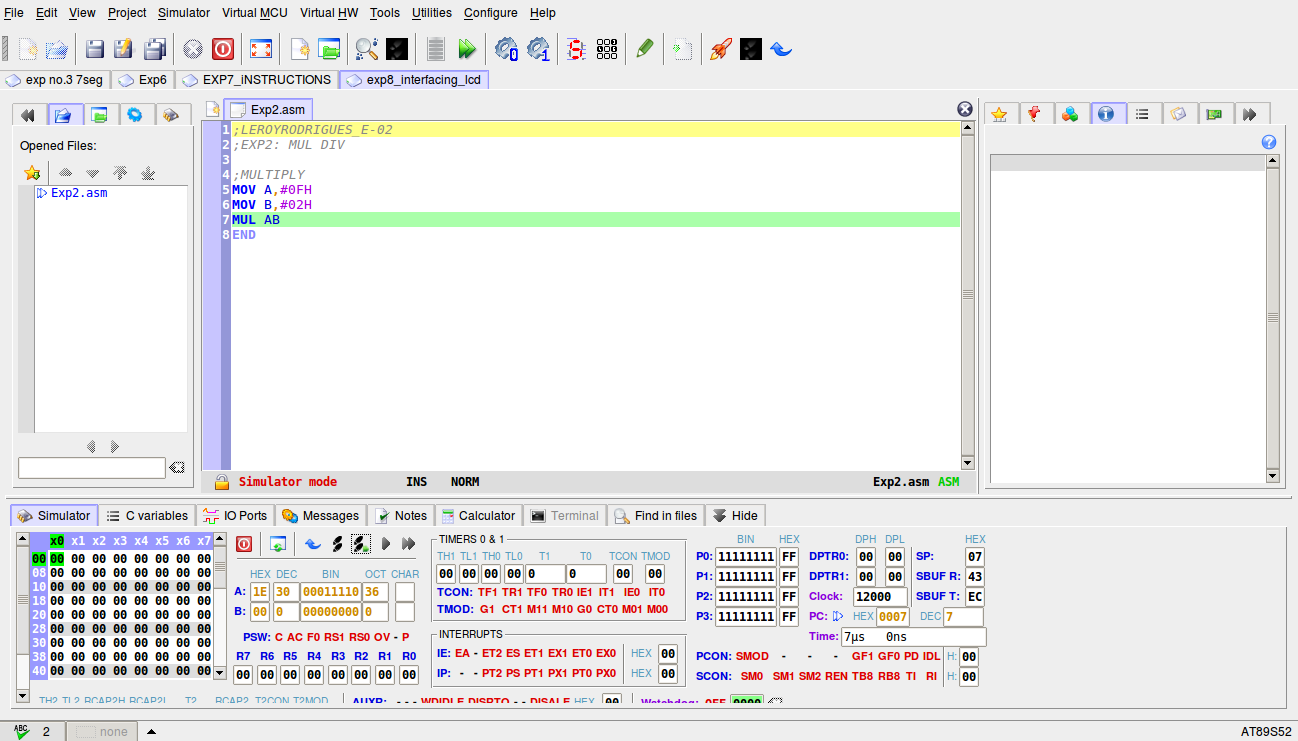 File Edit View Project Simulator Virtual MCU Virtual HW Tools Utilities Configure Help
exp no.3 7seg Exp6 EXP7_iNSTRUCTIONS exp8_interfacing_lcd
Opened Files:
Exp2.asm
Exp2.asm
1 ;LEROYRODRIGUES_E-02
2 ;EXP2: MUL DIV
3
4 ;MULTIPLY
5 MOV A,#0FH
6 MOV B,#02H
7 MUL AB
8 END
Simulator mode INS NORM Exp2.asm ASM
Simulator C variables IO Ports Messages Notes Calculator Terminal Find in files Hide
x0 x1 x2 x3 x4 x5 x6 x7
00 00 00 00 00 00 00 00 00
08 00 00 00 00 00 00 00 00
10 00 00 00 00 00 00 00 00
18 00 00 00 00 00 00 00 00
20 00 00 00 00 00 00 00 00
28 00 00 00 00 00 00 00 00
30 00 00 00 00 00 00 00 00
38 00 00 00 00 00 00 00 00
40 00 00 00 00 00 00 00 00
HEX DEC BIN OCT CHAR
A: 1E 30 00011110 36
B: 00 0 00000000 0
PSW: C AC F0 RS1 RS0 OV - P
R7 R6 R5 R4 R3 R2 R1 R0
00 00 00 00 00 00 00 00
TIMERS 0 & 1
TH1 TL1 TH0 TL0 T1 T0 TCON TMOD
00 00 00 00 0 0 00 00
TCON: TF1 TR1 TF0 TR0 IE1 IT1 IE0 IT0
TMOD: G1 CT1 M11 M10 G0 CT0 M01 M00
INTERRUPTS
IE: EA - ET2 ES ET1 EX1 ET0 EX0 HEX 00
IP: - - PT2 PS PT1 PX1 PT0 PX0 HEX 00
BIN HEX
P0: 11111111 FF
P1: 11111111 FF
P2: 11111111 FF
P3: 11111111 FF
DPH DPL
DPTR0: 00 00
DPTR1: 00 00
Clock: 12000
PC: HEX 0007 DEC 7
Time: 7µs 0ns
HEX
SP: 07
SBUF R: 43
SBUF T: EC
PCON: SMOD - - - GF1 GF0 PD IDL H: 00
SCON: SM0 SM1 SM2 REN TB8 RB8 TI RI H: 00
TH2 TL2 RCAP2H RCAP2L T2 RCAP2 T2CON T2MOD
AUXR: - - - WDIDLE DISRTO - - DISALE HEX 00
Watchdog: OFF 0000
ABC 2 none AT89S52